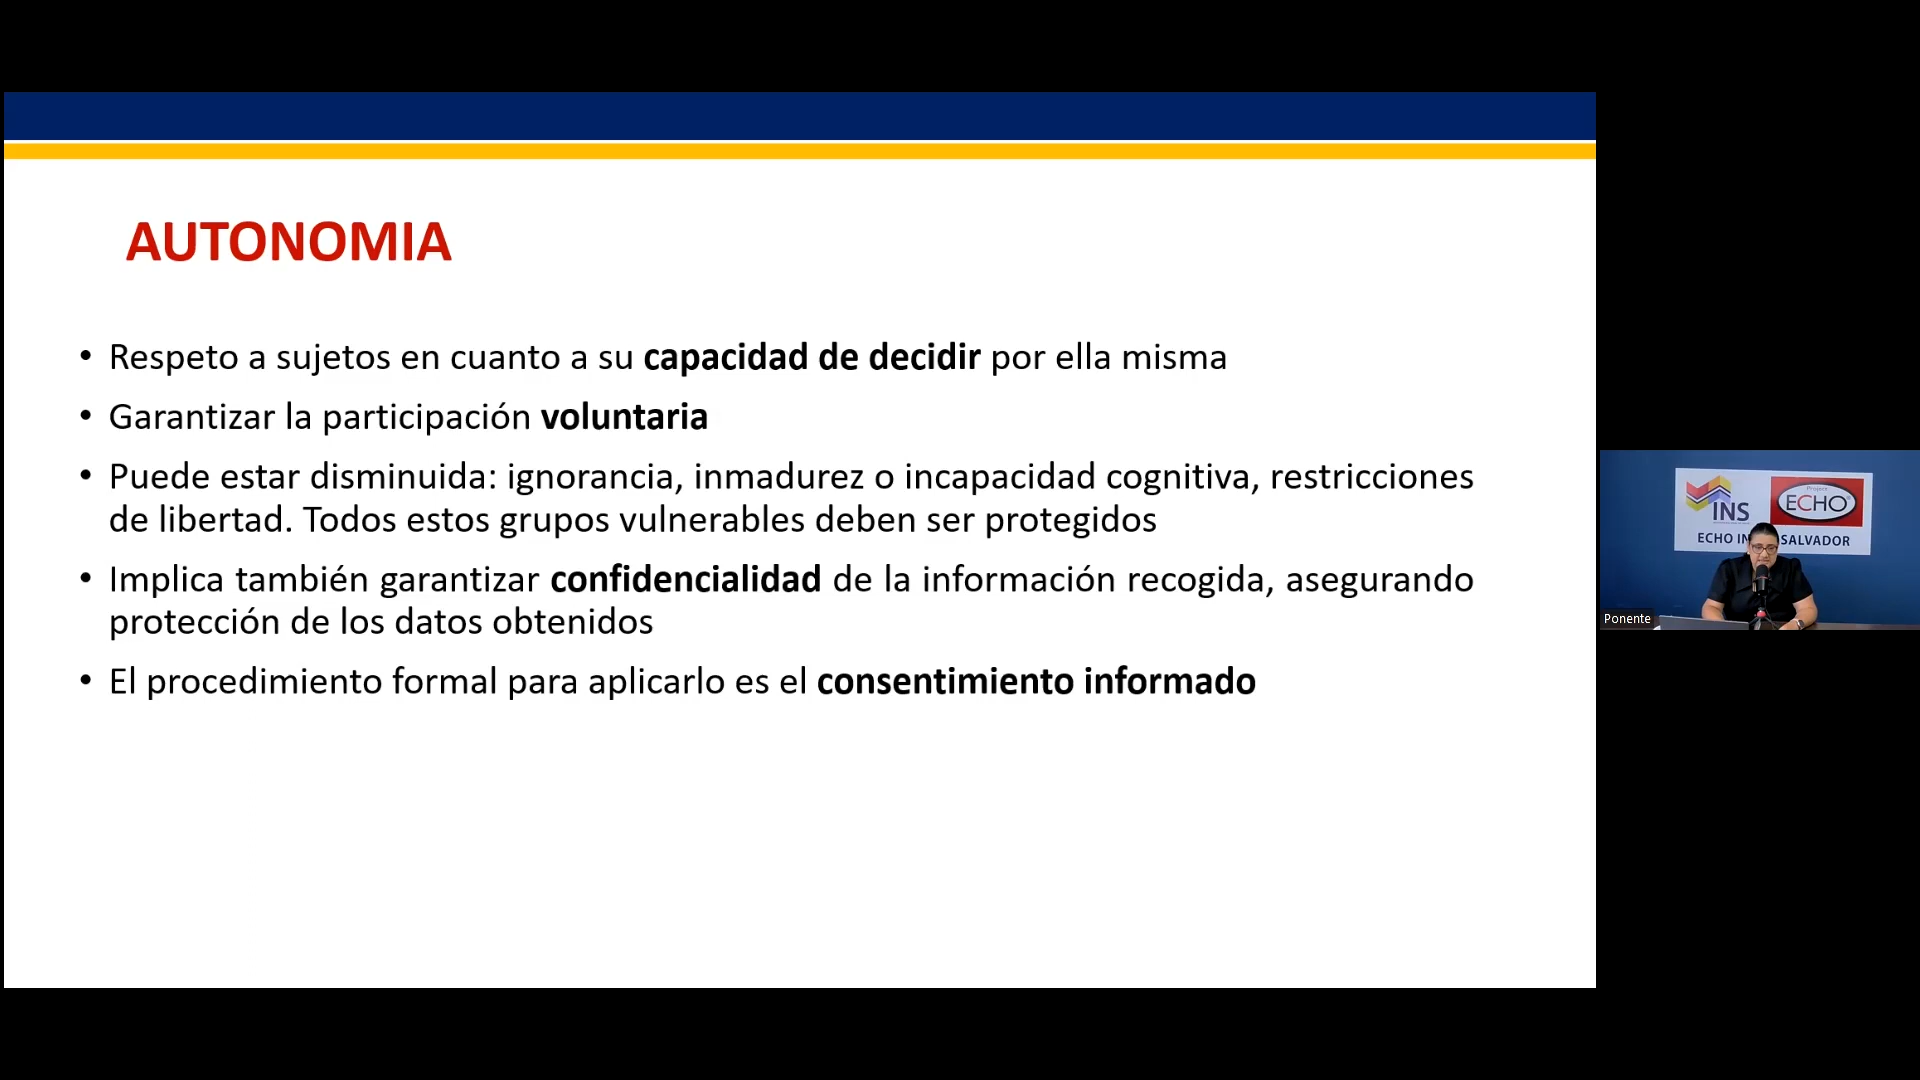 AUTONOMIA
• Respeto a sujetos en cuanto a su capacidad de decidir por ella misma
• Garantizar la participación voluntaria
• Puede estar disminuida: ignorancia, inmadurez o incapacidad cognitiva, restricciones
de libertad. Todos estos grupos vulnerables deben ser protegidos
• Implica también garantizar confidencialidad de la información recogida, asegurando
protección de los datos obtenidos
• El procedimiento formal para aplicarlo es el consentimiento informado
INS
Project
ECHO®
ECHO IN SALVADOR
Ponente